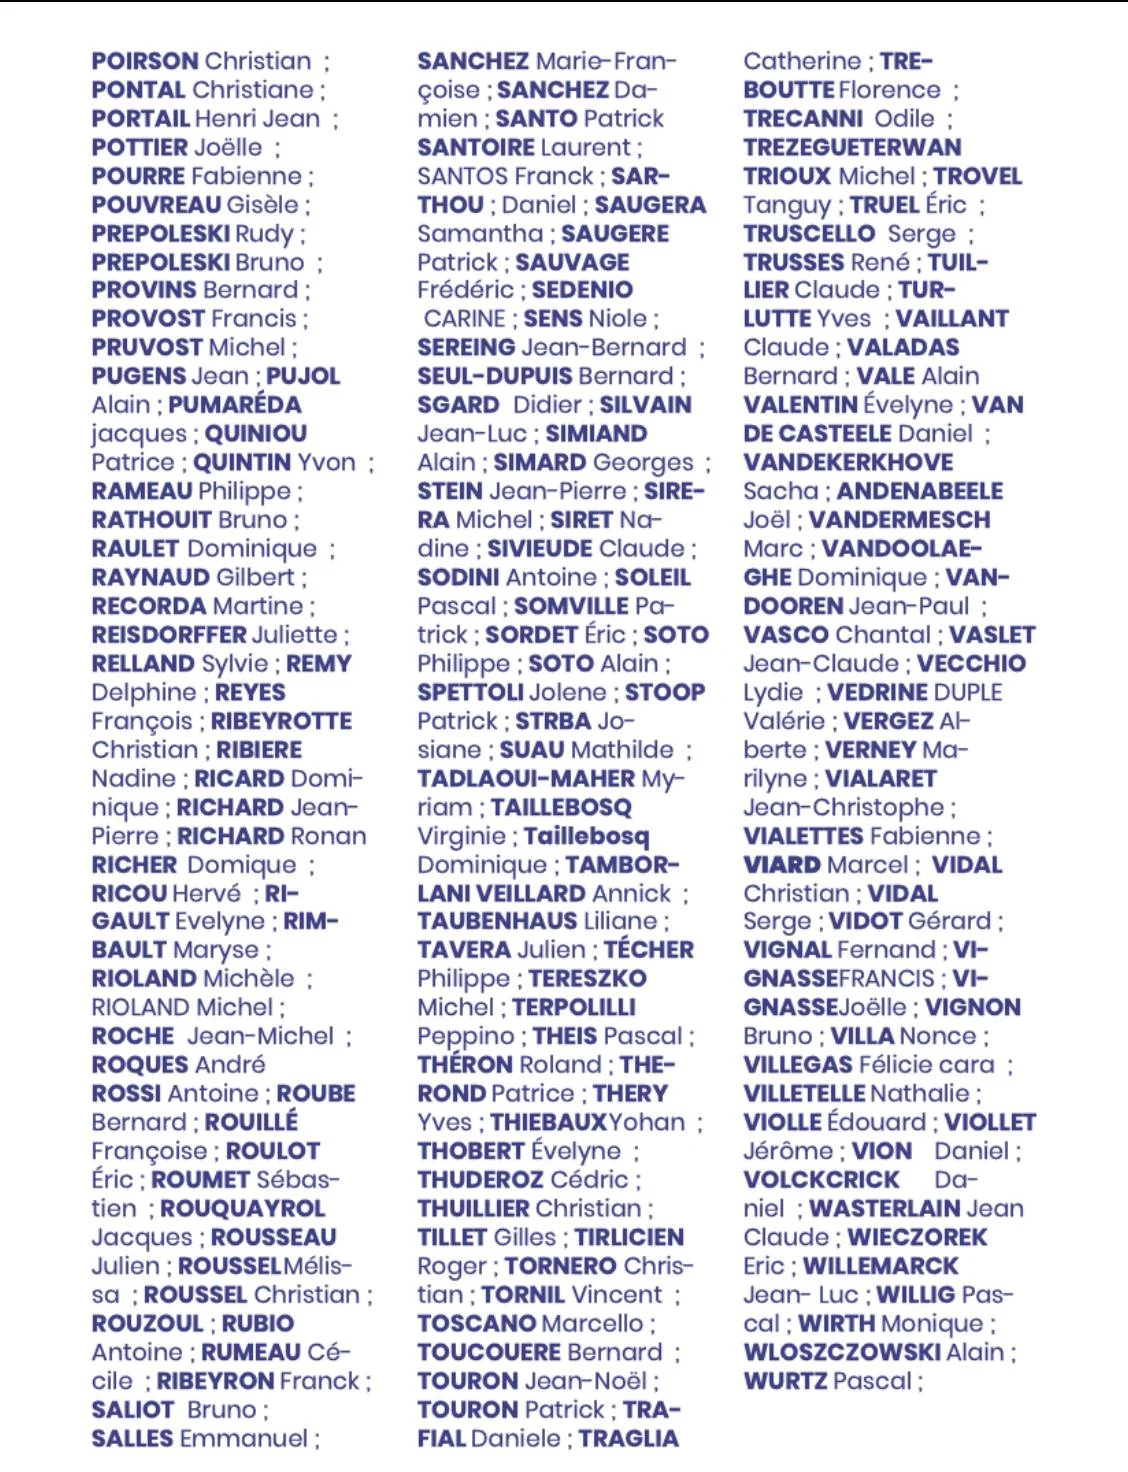 POIRSON Christian ;
PONTAL Christiane ;
PORTAIL Henri Jean ;
POTTIER Joëlle ;
POURRE Fabienne ;
POUVREAU Gisèle ;
PREPOLESKI Rudy ;
PREPOLESKI Bruno ;
PROVINS Bernard ;
PROVOST Francis ;
PRUVOST Michel ;
PUGENS Jean ; PUJOL
Alain ; PUMARÉDA
jacques ; QUINIOU
Patrice ; QUINTIN Yvon ;
RAMEAU Philippe ;
RATHOUIT Bruno ;
RAULET Dominique ;
RAYNAUD Gilbert ;
RECORDA Martine ;
REISDORFFER Juliette ;
RELLAND Sylvie ; REMY
Delphine ; REYES
François ; RIBEYROTTE
Christian ; RIBIERE
Nadine ; RICARD Domi-
nique ; RICHARD Jean-
Pierre ; RICHARD Ronan
RICHER Domique ;
RICOU Hervé ; RI-
GAULT Evelyne ; RIM-
BAULT Maryse ;
RIOLAND Michèle ;
RIOLAND Michel ;
ROCHE Jean-Michel ;
ROQUES André
ROSSI Antoine ; ROUBE
Bernard ; ROUILLÉ
Françoise ; ROULOT
Éric ; ROUMET Sébas-
tien ; ROUQUAYROL
Jacques ; ROUSSEAU
Julien ; ROUSSEL Mélis-
sa ; ROUSSEL Christian ;
ROUZOUL ; RUBIO
Antoine ; RUMEAU Cé-
cile ; RIBEYRON Franck ;
SALIOT Bruno ;
SALLES Emmanuel ;
SANCHEZ Marie-Fran-
çoise ; SANCHEZ Da-
mien ; SANTO Patrick
SANTOIRE Laurent ;
SANTOS Franck ; SAR-
THOU ; Daniel ; SAUGERA
Samantha ; SAUGERE
Patrick ; SAUVAGE
Frédéric ; SEDENIO
CARINE ; SENS Niole ;
SEREING Jean-Bernard ;
SEUL-DUPUIS Bernard ;
SGARD Didier ; SILVAIN
Jean-Luc ; SIMIAND
Alain ; SIMARD Georges ;
STEIN Jean-Pierre ; SIRE-
RA Michel ; SIRET Na-
dine ; SIVIEUDE Claude ;
SODINI Antoine ; SOLEIL
Pascal ; SOMVILLE Pa-
trick ; SORDET Éric ; SOTO
Philippe ; SOTO Alain ;
SPETTOLI Jolene ; STOOP
Patrick ; STRBA Jo-
siane ; SUAU Mathilde ;
TADLAOUI-MAHER My-
riam ; TAILLEBOSQ
Virginie ; Taillebosq
Dominique ; TAMBOR-
LANI VEILLARD Annick ;
TAUBENHAUS Liliane ;
TAVERA Julien ; TÉCHER
Philippe ; TERESZKO
Michel ; TERPOLILLI
Peppino ; THEIS Pascal ;
THÉRON Roland ; THE-
ROND Patrice ; THERY
Yves ; THIEBAUXYohan ;
THOBERT Évelyne ;
THUDEROZ Cédric ;
THUILLIER Christian ;
TILLET Gilles ; TIRLICIEN
Roger ; TORNERO Chris-
tian ; TORNIL Vincent ;
TOSCANO Marcello ;
TOUCOUERE Bernard ;
TOURON Jean-Noël ;
TOURON Patrick ; TRA-
FIAL Daniele ; TRAGLIA
Catherine ; TRE-
BOUTTE Florence ;
TRECANNI Odile ;
TREZEGUETERWAN
TRIOUX Michel ; TROVEL
Tanguy ; TRUEL Éric ;
TRUSCELLO Serge ;
TRUSSES René ; TUIL-
LIER Claude ; TUR-
LUTTE Yves ; VAILLANT
Claude ; VALADAS
Bernard ; VALE Alain
VALENTIN Évelyne ; VAN
DE CASTEELE Daniel ;
VANDEKERKHOVE
Sacha ; ANDENABEELE
Joël ; VANDERMESCH
Marc ; VANDOOLAE-
GHE Dominique ; VAN-
DOOREN Jean-Paul ;
VASCO Chantal ; VASLET
Jean-Claude ; VECCHIO
Lydie ; VEDRINE DUPLE
Valérie ; VERGEZ Al-
berte ; VERNEY Ma-
rilyne ; VIALARET
Jean-Christophe ;
VIALETTES Fabienne ;
VIARD Marcel ; VIDAL
Christian ; VIDAL
Serge ; VIDOT Gérard ;
VIGNAL Fernand ; VI-
GNASSEFRANCIS ; VI-
GNASSEJoëlle ; VIGNON
Bruno ; VILLA Nonce ;
VILLEGAS Félicie cara ;
VILLETELLE Nathalie ;
VIOLLE Édouard ; VIOLLET
Jérôme ; VION Daniel ;
VOLCKCRICK Da-
niel ; WASTERLAIN Jean
Claude ; WIECZOREK
Eric ; WILLEMARCK
Jean- Luc ; WILLIG Pas-
cal ; WIRTH Monique ;
WLOSZCZOWSKI Alain ;
WURTZ Pascal ;